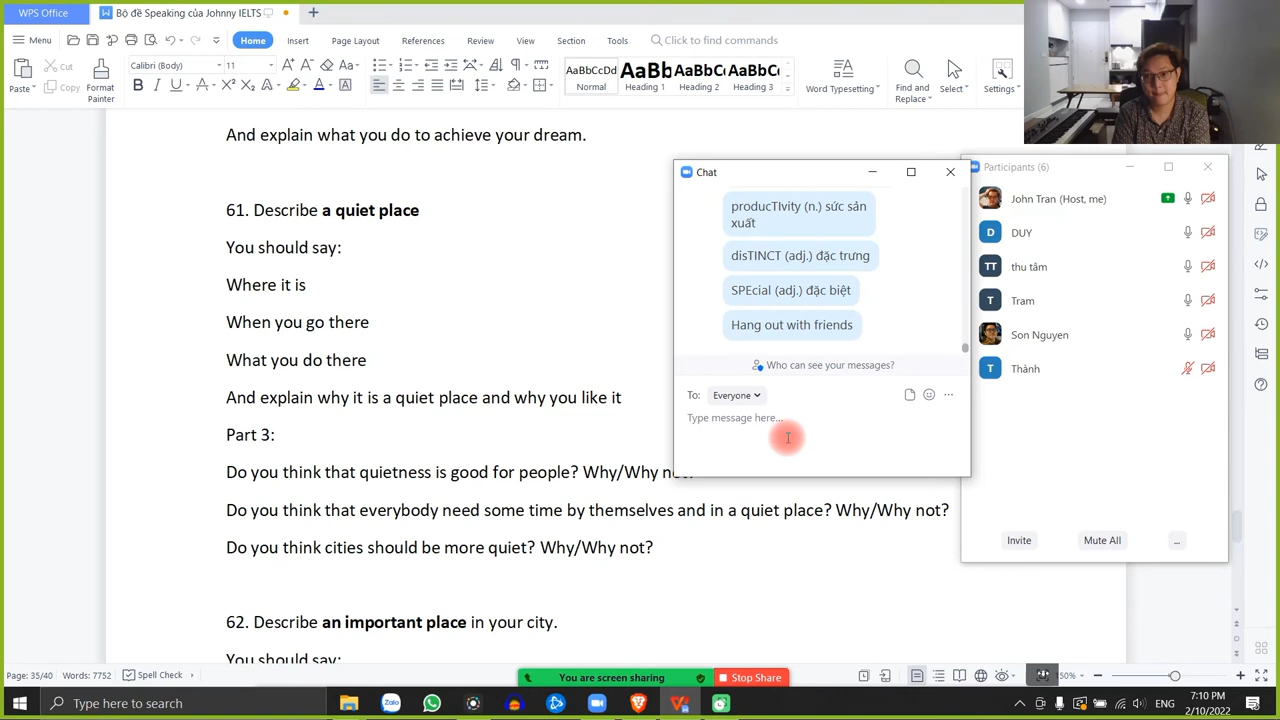 WPS Office
Bộ đề Speaking của Johnny IELTS
Menu
Home
Insert
Page Layout
References
Review
View
Section
Tools
Click to find commands
Paste
Cut
Copy
Format
Painter
Calibri (Body)
11
AaBbCcDd
Normal
AaBb
Heading 1
AaBbC
Heading 2
AaBbC
Heading 3
Word Typesetting
Find and
Replace
Select
Settings
And explain what you do to achieve your dream.
61. Describe a quiet place
You should say:
Where it is
When you go there
What you do there
And explain why it is a quiet place and why you like it
Part 3:
Do you think that quietness is good for people? Why/Why not?
Do you think that everybody need some time by themselves and in a quiet place? Why/Why not?
Do you think cities should be more quiet? Why/Why not?
62. Describe an important place in your city.
You should say:
Chat
producTIvity (n.) sức sản
xuất
disTINCT (adj.) đặc trưng
SPEcial (adj.) đặc biệt
Hang out with friends
Who can see your messages?
To: Everyone
Type message here...
Participants (6)
John Tran (Host, me)
D DUY
TT thu tâm
T Tram
Son Nguyen
T Thành
Invite
Mute All
...
Page: 35/40
Words: 7752
Spell Check
You are screen sharing
Stop Share
150%
Type here to search
ENG
7:10 PM
2/10/2022